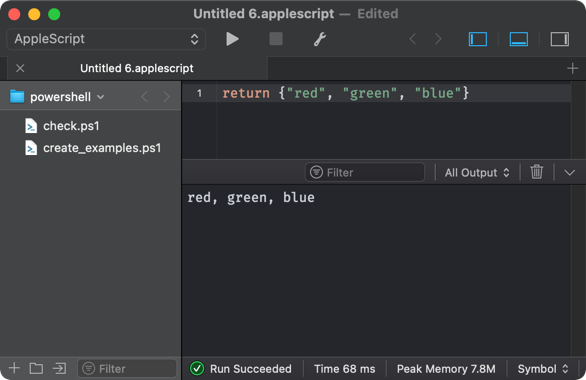 Untitled 6.applescript — Edited
AppleScript
Untitled 6.applescript
powershell
check.ps1
create_examples.ps1
1 return {"red", "green", "blue"}
Filter
All Output
red, green, blue
Filter
Run Succeeded
Time 68 ms
Peak Memory 7.8M
Symbol